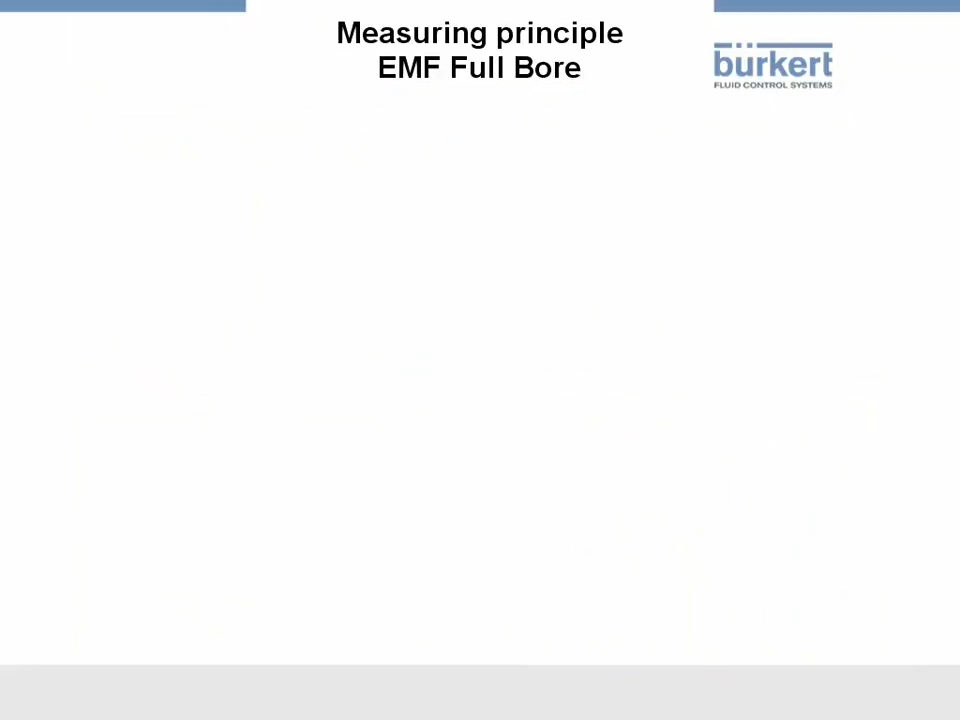 Measuring principle
EMF Full Bore
bürkert
FLUID CONTROL SYSTEMS